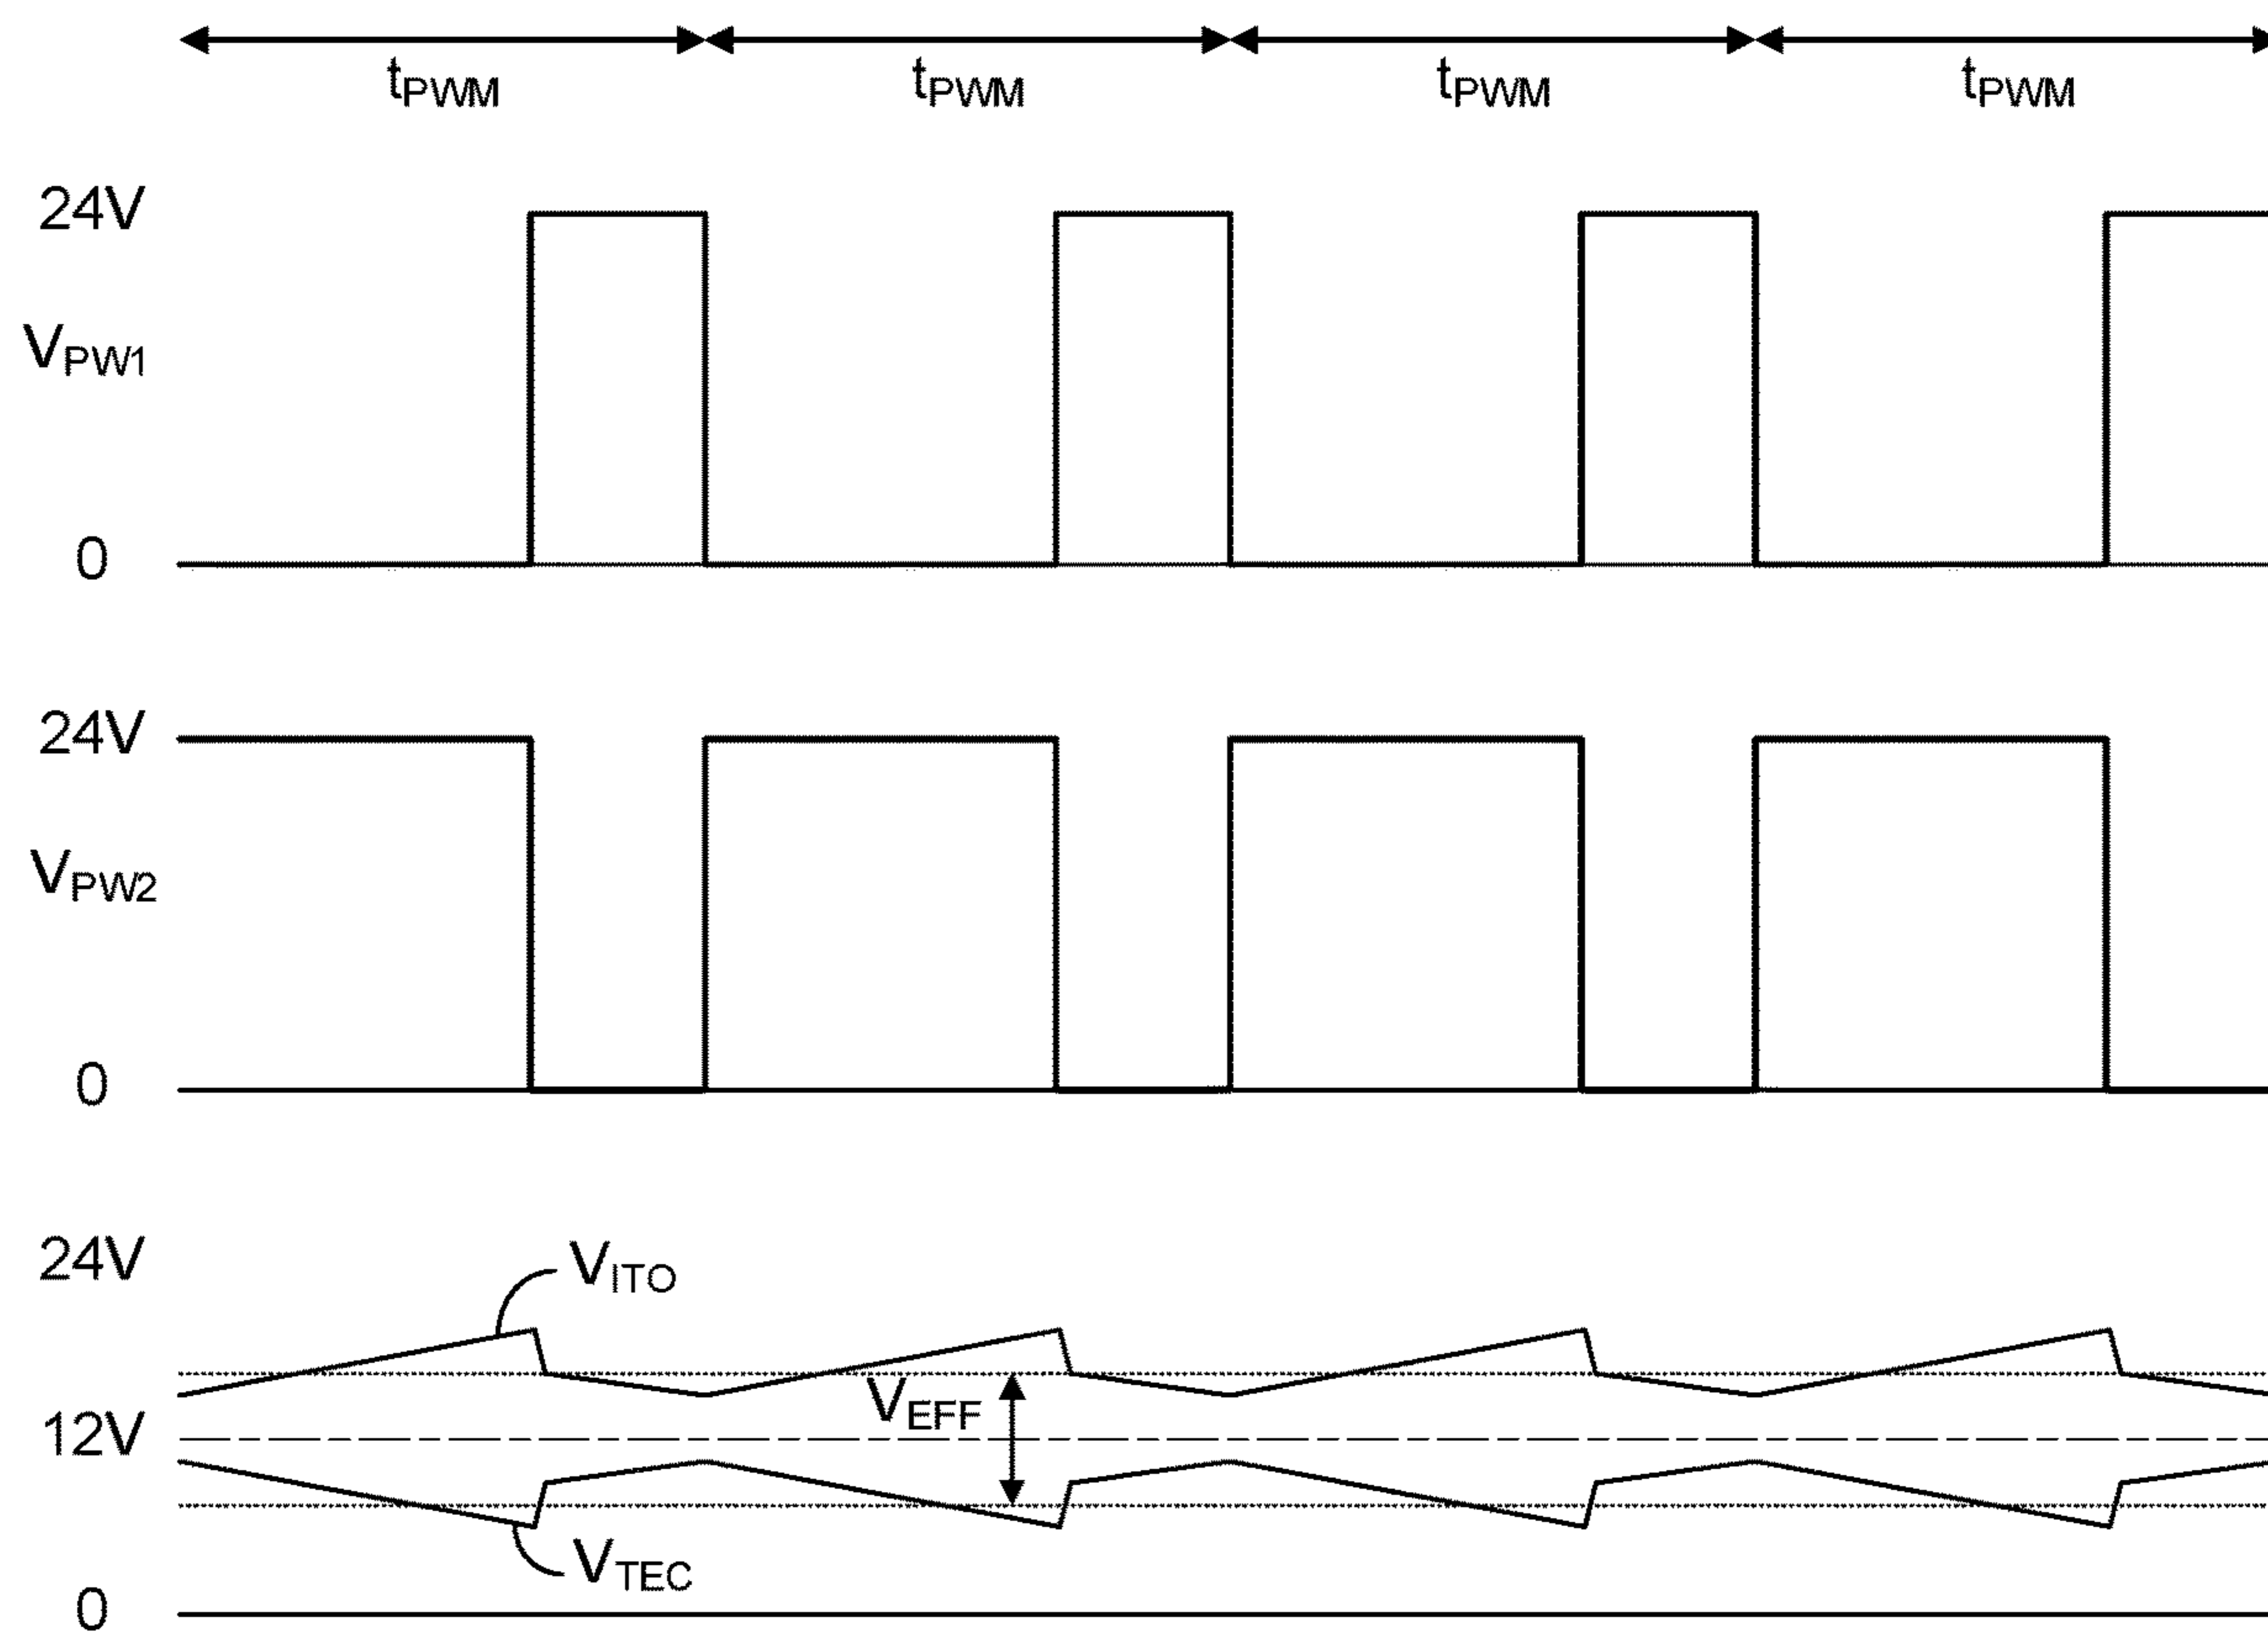 tPWM tPWM tPWM tPWM
24V
VPW1
0
24V
VPW2
0
24V
VITO
VEFF
12V
VTEC
0